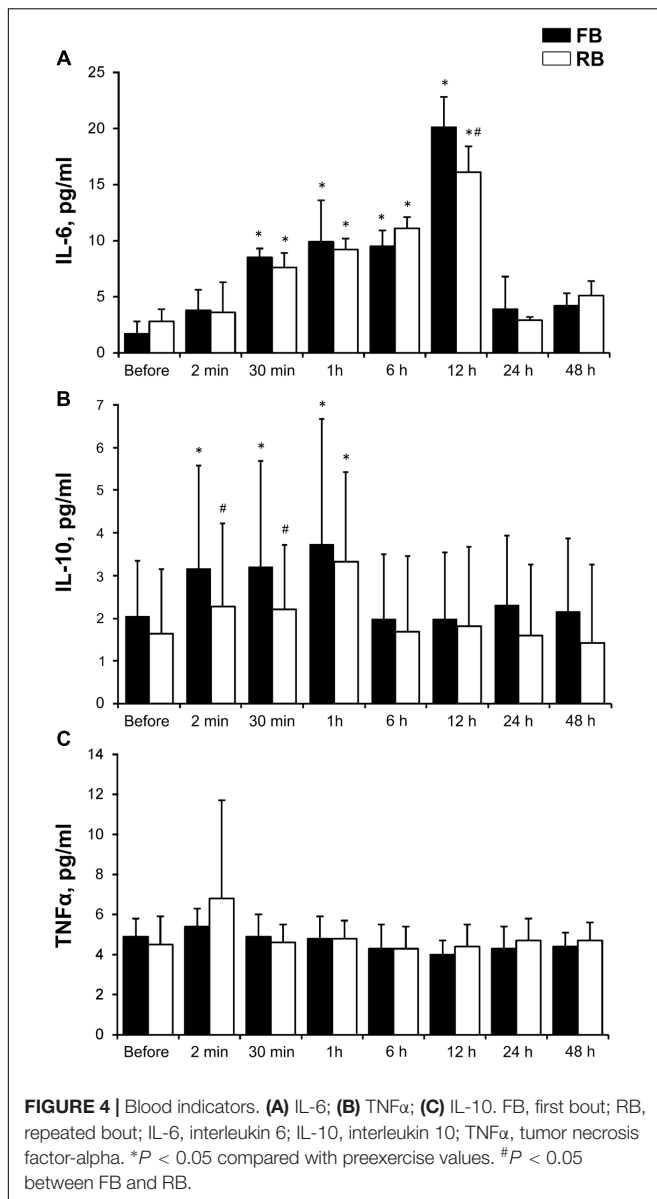 FB
RB
A
25
20
15
10
5
0
IL-6, pg/ml
* * * * * * * *#
Before 2 min 30 min 1h 6 h 12 h 24 h 48 h
B
7
6
5
4
3
2
1
0
IL-10, pg/ml
* # * # * *
Before 2 min 30 min 1h 6 h 12 h 24 h 48 h
C
14
12
10
8
6
4
2
0
TNFα, pg/ml
Before 2 min 30 min 1h 6 h 12 h 24 h 48 h
FIGURE 4 | Blood indicators. (A) IL-6; (B) TNFα; (C) IL-10. FB, first bout; RB,
repeated bout; IL-6, interleukin 6; IL-10, interleukin 10; TNFα, tumor necrosis
factor-alpha. *P < 0.05 compared with preexercise values. #P < 0.05
between FB and RB.